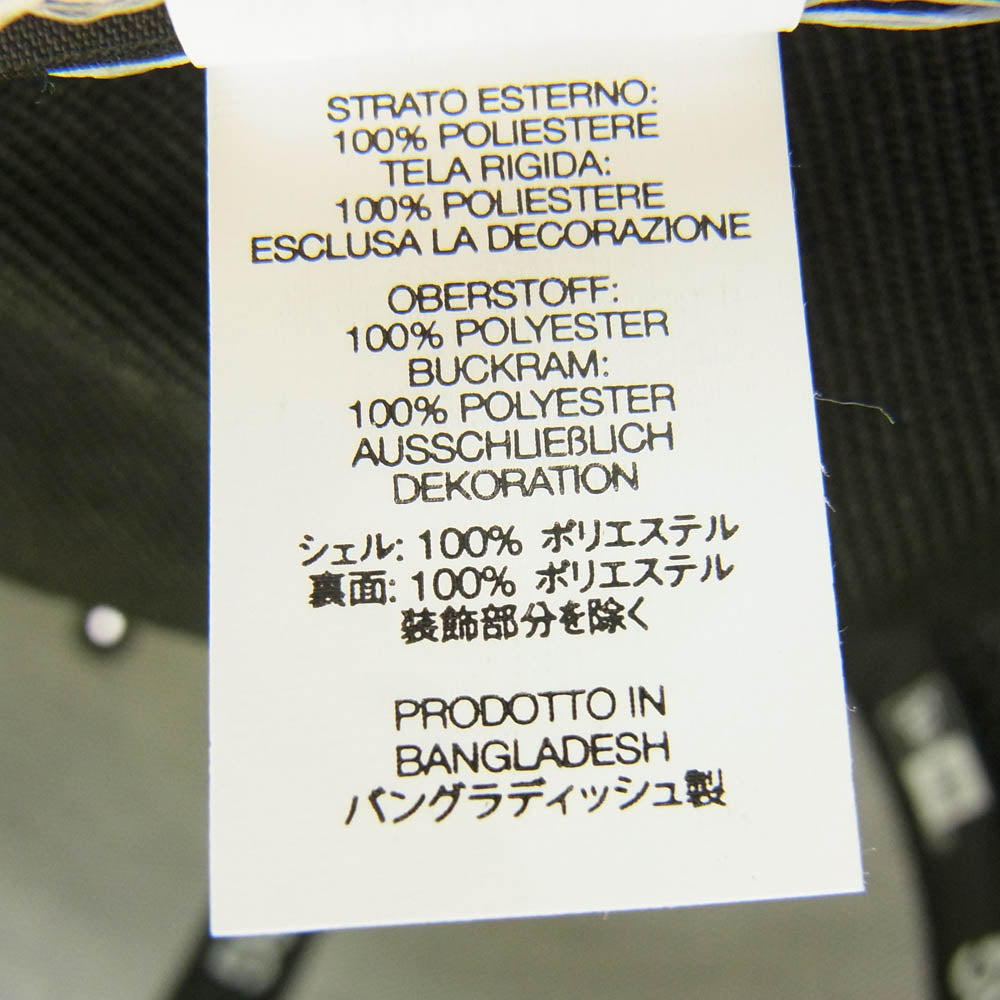 STRATO ESTERNO:
100% POLIESTERE
TELA RIGIDA:
100% POLIESTERE
ESCLUSA LA DECORAZIONE
OBERSTOFF:
100% POLYESTER
BUCKRAM:
100% POLYESTER
AUSSCHLIEßLICH
DEKORATION
シェル: 100% ポリエステル
裏面: 100% ポリエステル
装飾部分を除く
PRODOTTO IN
BANGLADESH
バングラディッシュ製